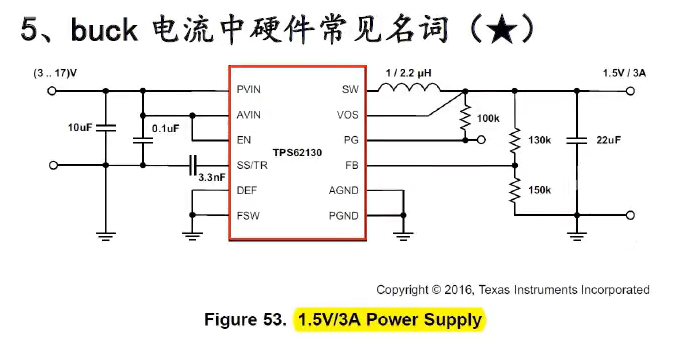 5、buck 电流中硬件常见名词（★）
(3 .. 17)V
1 / 2.2 µH
1.5V / 3A
PVIN
SW
AVIN
VOS
100k
10uF
0.1uF
EN
PG
TPS62130
130k
22uF
SS/TR
FB
3.3nF
DEF
AGND
150k
FSW
PGND
Copyright © 2016, Texas Instruments Incorporated
Figure 53. 1.5V/3A Power Supply